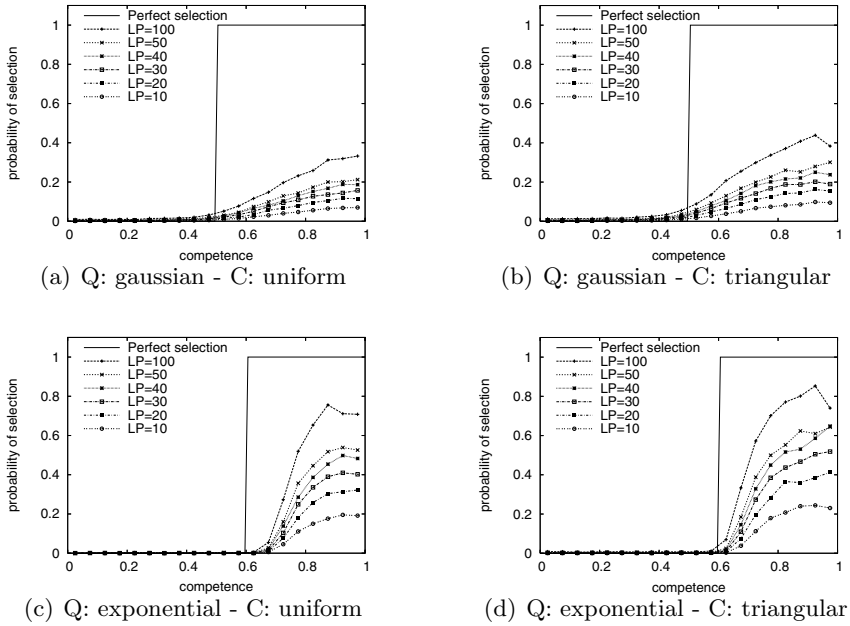 Perfect selection
LP=100
LP=50
LP=40
LP=30
LP=20
LP=10
probability of selection
1
0.8
0.6
0.4
0.2
0
0 0.2 0.4 0.6 0.8 1
competence
(a) Q: gaussian - C: uniform
Perfect selection
LP=100
LP=50
LP=40
LP=30
LP=20
LP=10
probability of selection
1
0.8
0.6
0.4
0.2
0
0 0.2 0.4 0.6 0.8 1
competence
(b) Q: gaussian - C: triangular
Perfect selection
LP=100
LP=50
LP=40
LP=30
LP=20
LP=10
probability of selection
1
0.8
0.6
0.4
0.2
0
0 0.2 0.4 0.6 0.8 1
competence
(c) Q: exponential - C: uniform
Perfect selection
LP=100
LP=50
LP=40
LP=30
LP=20
LP=10
probability of selection
1
0.8
0.6
0.4
0.2
0
0 0.2 0.4 0.6 0.8 1
competence
(d) Q: exponential - C: triangular